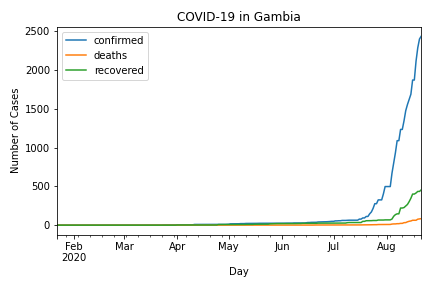 COVID-19 in Gambia
confirmed
deaths
recovered
Number of Cases
2500
2000
1500
1000
500
0
Feb Mar Apr May Jun Jul Aug
2020
Day